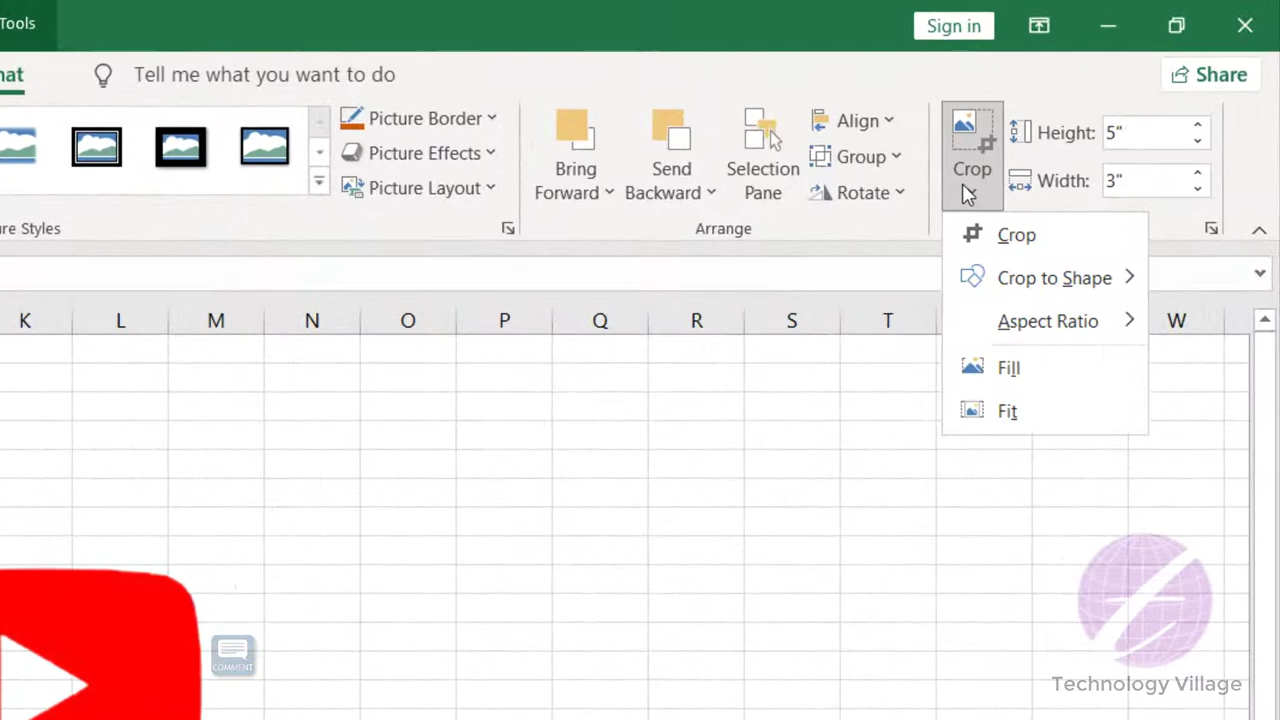 Tools
Sign in
nat
Tell me what you want to do
Share
Picture Border
Picture Effects
Picture Layout
Bring Forward
Send Backward
Selection Pane
Align
Group
Rotate
Crop
Height: 5"
Width: 3"
ure Styles
Arrange
Crop
Crop to Shape
Aspect Ratio
Fill
Fit
K L M N O P Q R S T W
COMMENT
Technology Village